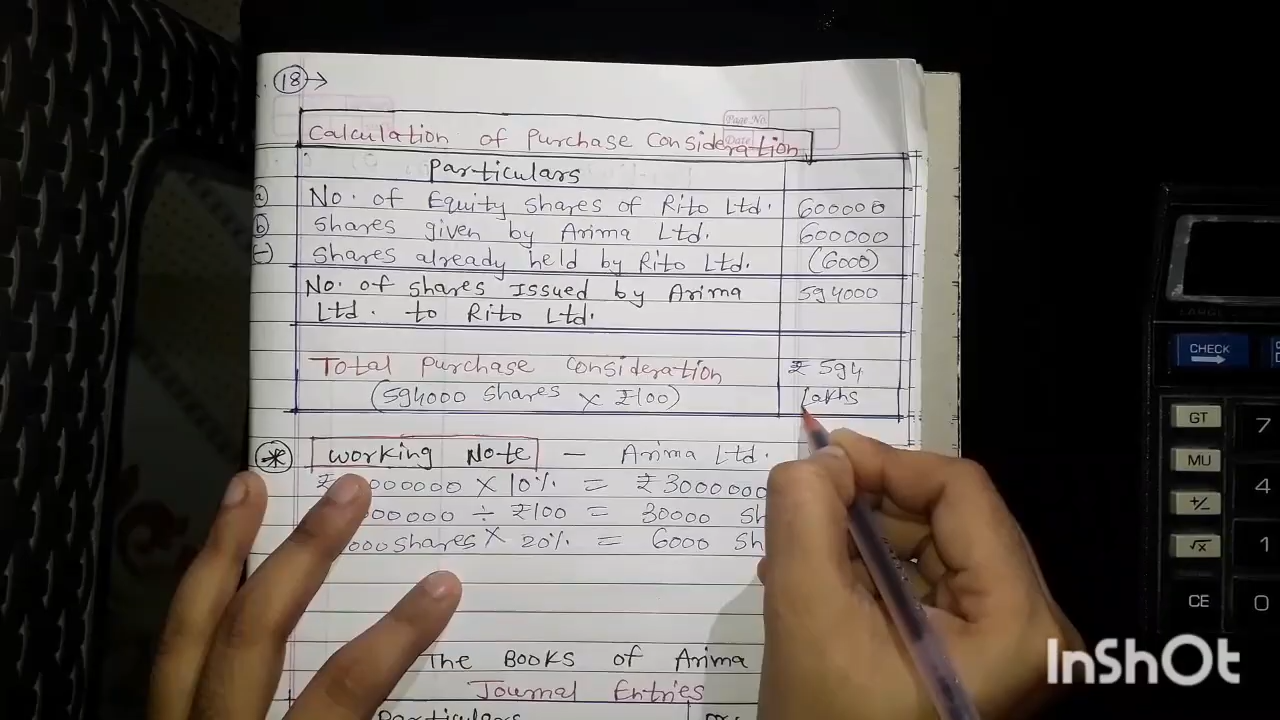 18 →
Page No.
Date
Calculation of Purchase Consideration
Particulars
(a) No. of Equity Shares of Rito Ltd. 600000
(b) Shares given by Arima Ltd. 600000
(-) Shares already held by Rito Ltd. (6000)
No. of Shares Issued by Arima 594000
Ltd. to Rito Ltd.
Total Purchase Consideration ₹ 594
(594000 Shares × ₹100) Lakhs
* Working Note – Arima Ltd.
000000 × 10% = ₹3000000
00000 ÷ ₹100 = 30000 Sh
000 Shares × 20% = 6000 Sh
The Books of Arima
Journal Entries
Particulars
CHECK
GT
MU
+/-
√x
CE
7
4
1
0
InShOt